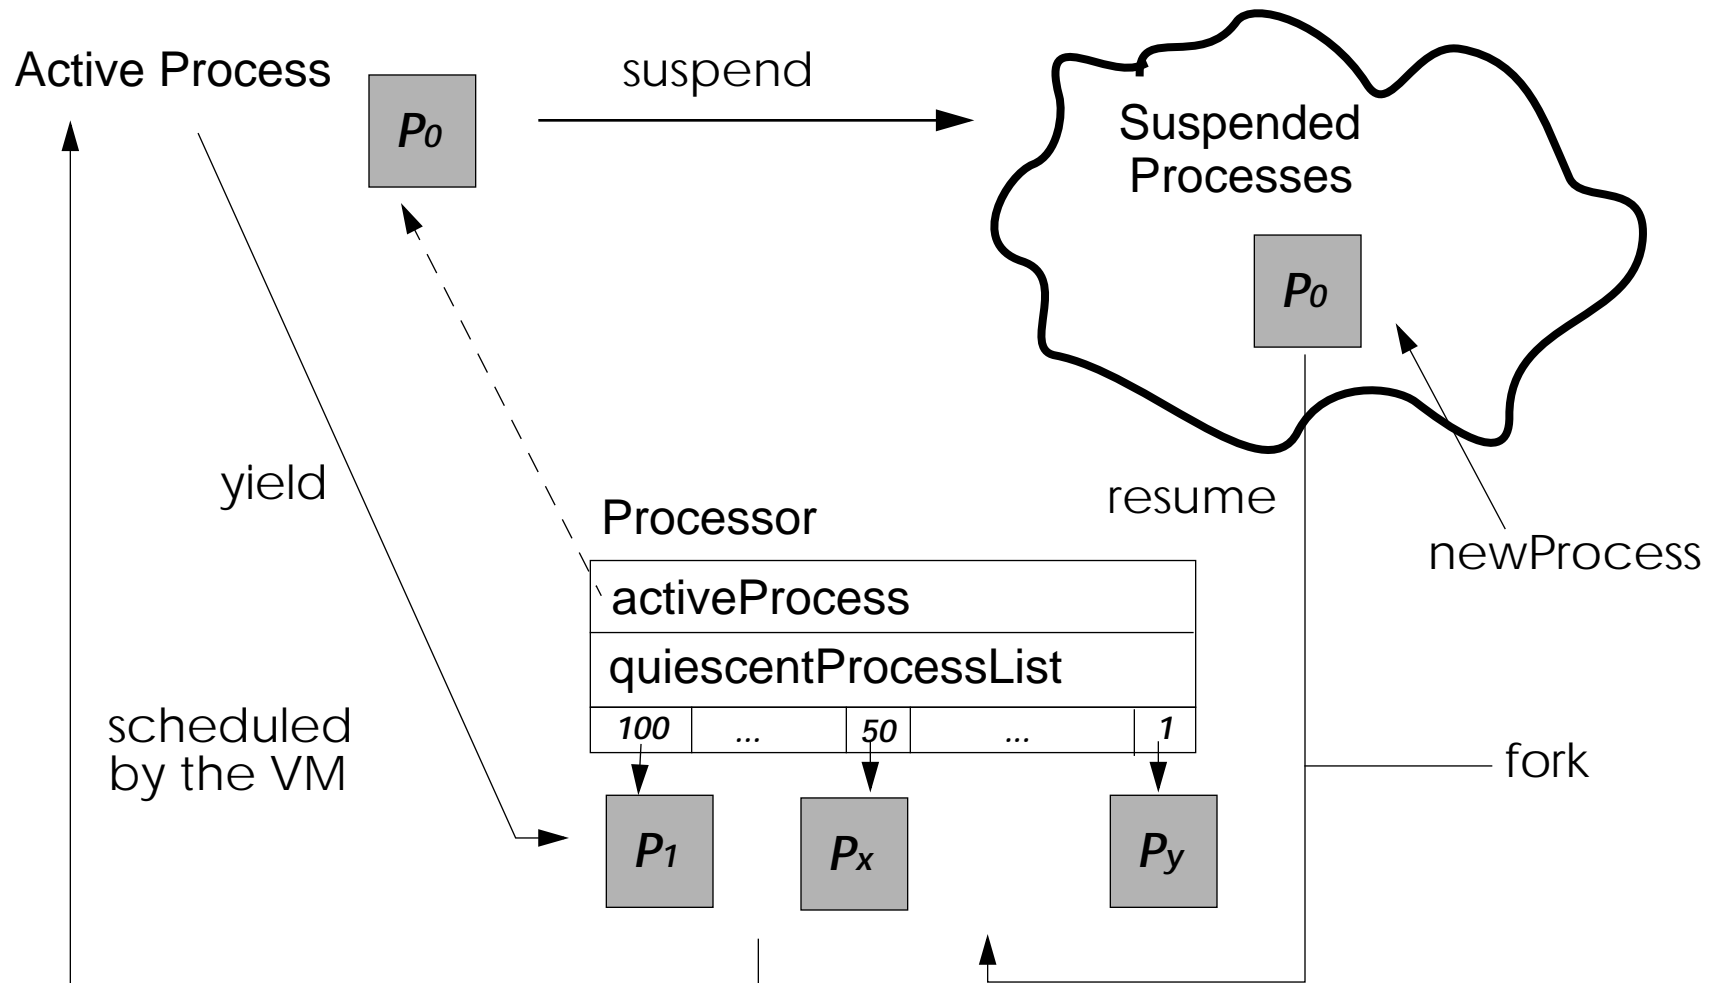 Active Process
P0
suspend
Suspended
Processes
P0
yield
resume
newProcess
Processor
activeProcess
quiescentProcessList
100 ... 50 ... 1
scheduled
by the VM
fork
P1
Px
Py